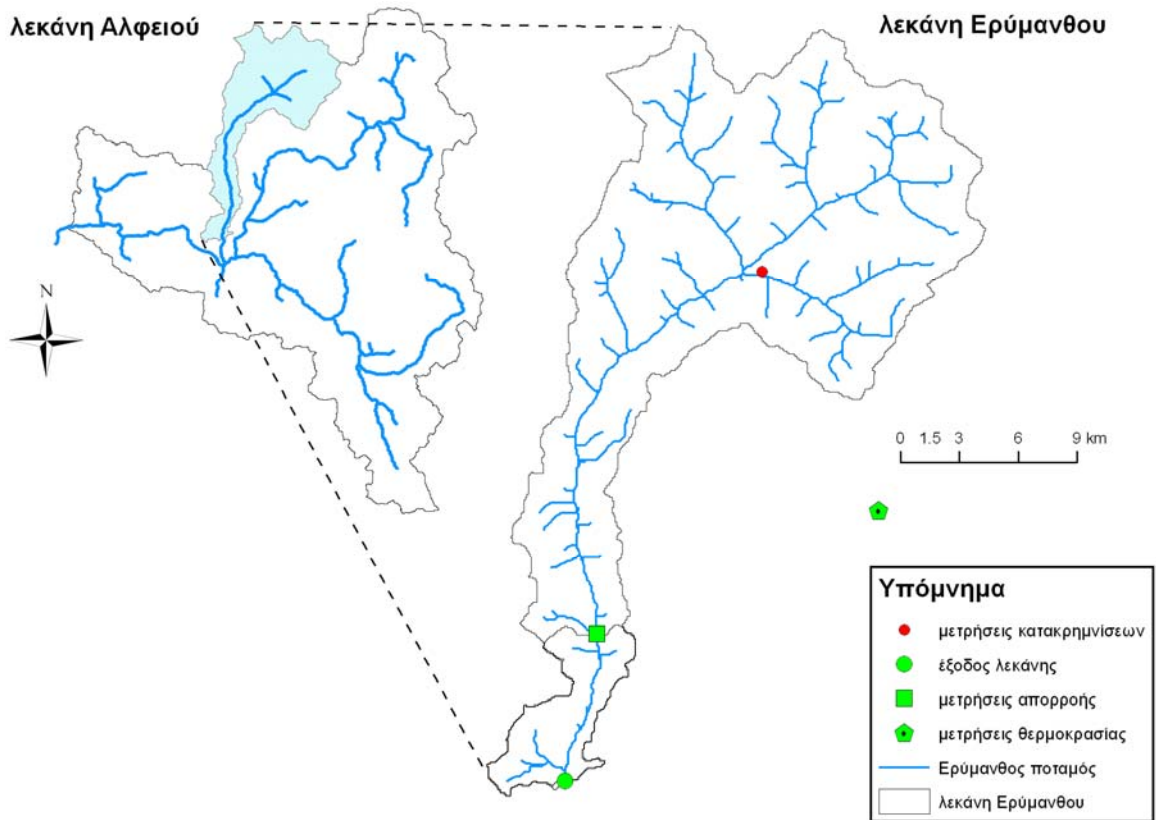 λεκάνη Αλφειού
λεκάνη Ερύμανθου
N
0 1.5 3 6 9 km
Υπόμνημα
μετρήσεις κατακρημνίσεων
έξοδος λεκάνης
μετρήσεις απορροής
μετρήσεις θερμοκρασίας
Ερύμανθος ποταμός
λεκάνη Ερύμανθου